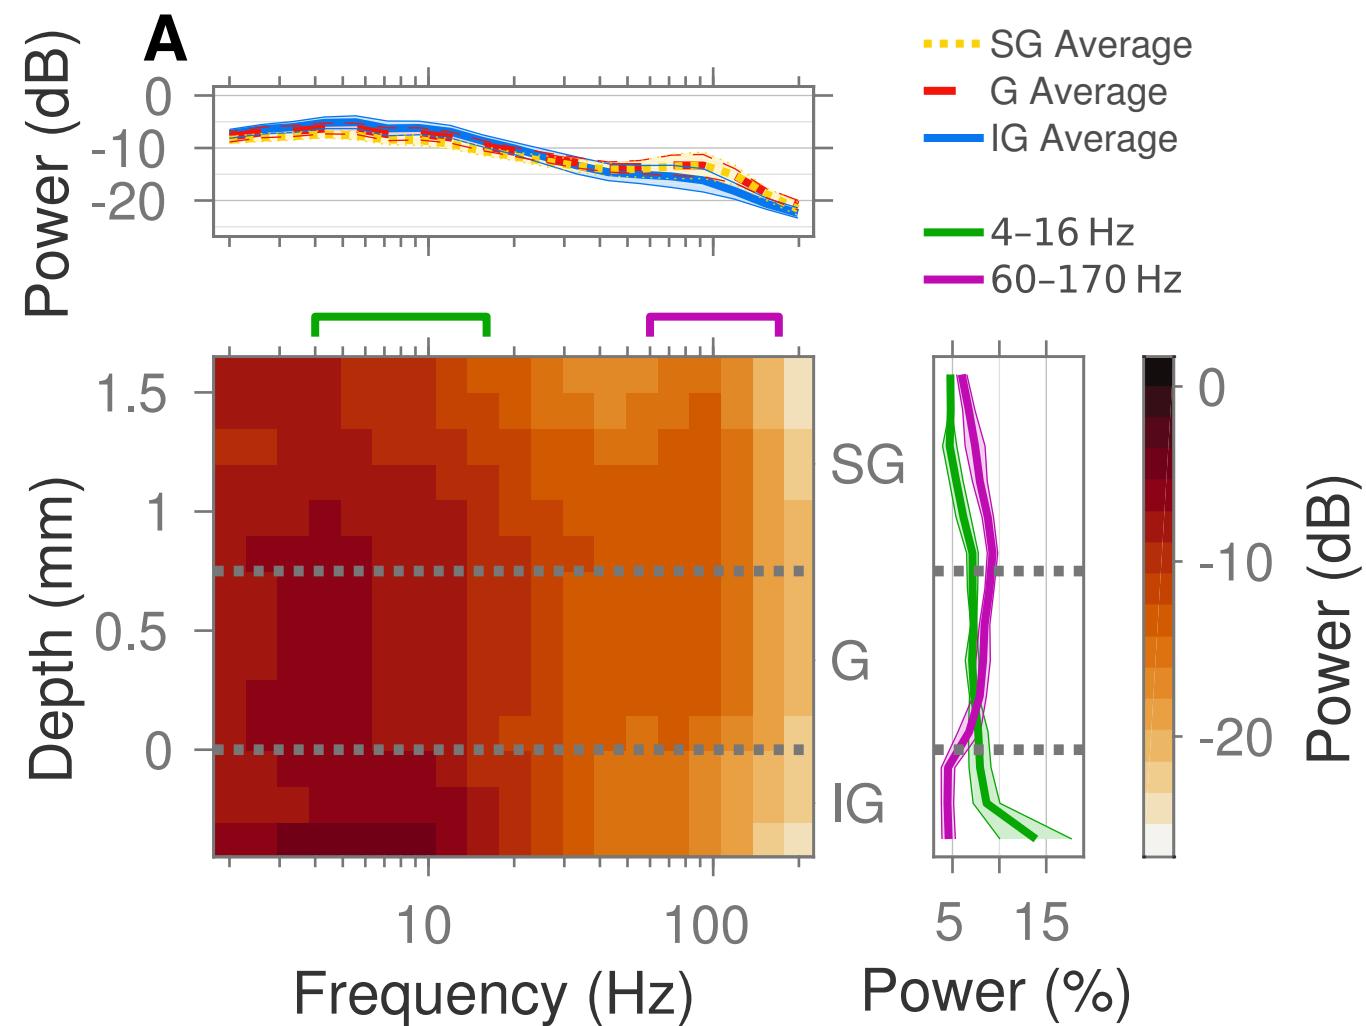 A
Power (dB)
0
-10
-20
SG Average
G Average
IG Average
4–16 Hz
60–170 Hz
Depth (mm)
1.5
1
0.5
0
SG
G
IG
10
100
Frequency (Hz)
5
15
Power (%)
0
-10
-20
Power (dB)